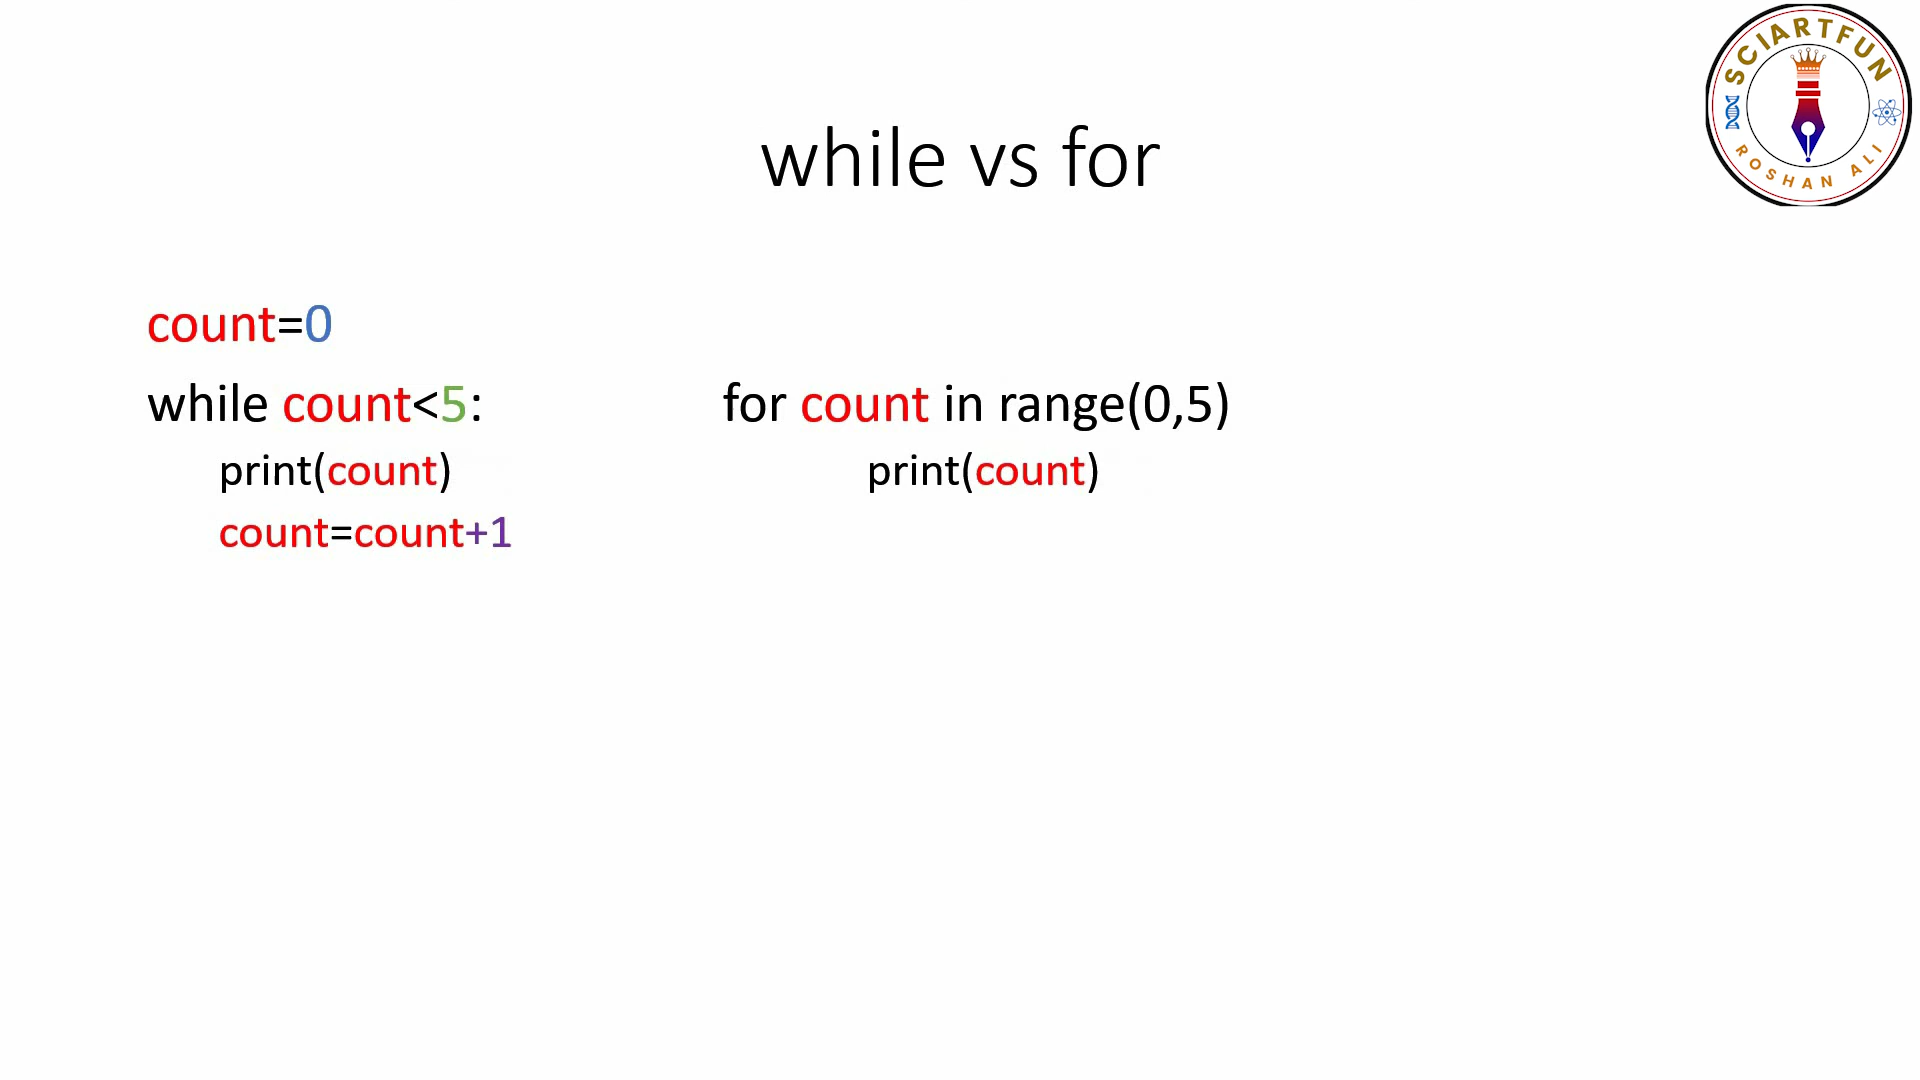 SCIARTFUN
ROSHAN ALI
while vs for
count=0
while count<5:
print(count)
count=count+1
for count in range(0,5)
print(count)